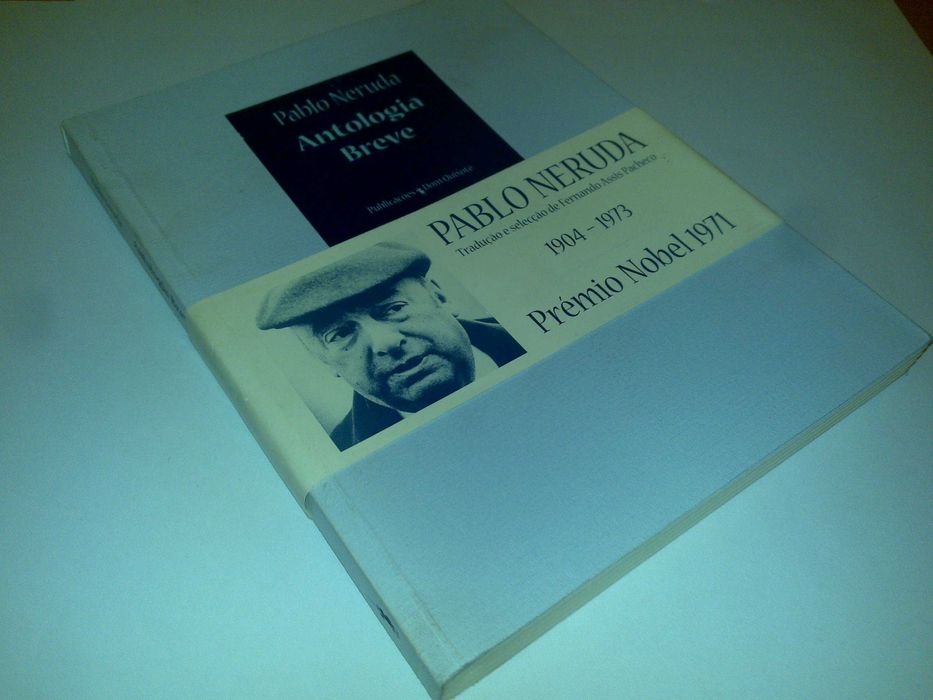 Pablo Neruda
Antologia
Breve
Publicações Dom Quixote
PABLO NERUDA
Tradução e selecção de Fernando Assis Pacheco
1904 – 1973
Prémio Nobel 1971